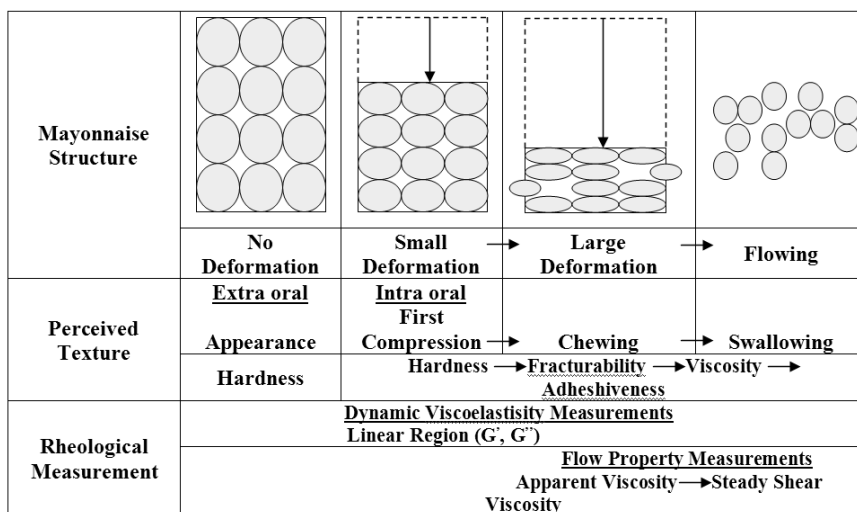 Mayonnaise
Structure
No
Deformation
Small
Deformation
Large
Deformation
Flowing
Perceived
Texture
Extra oral
Appearance
Intra oral
First
Compression
Chewing
Swallowing
Hardness
Hardness Fracturability Viscosity
Adheshiveness
Rheological
Measurement
Dynamic Viscoelastisity Measurements
Linear Region (G’, G’’)
Flow Property Measurements
Apparent Viscosity Steady Shear
Viscosity